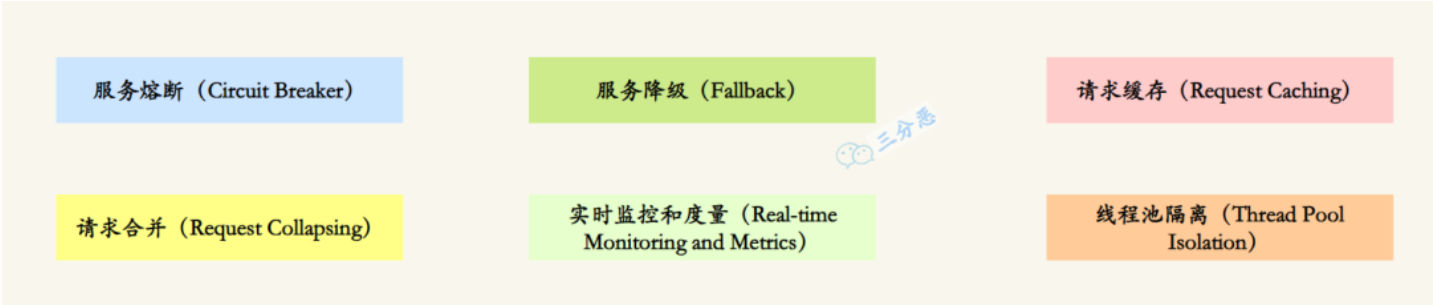 服务熔断（Circuit Breaker）
服务降级（Fallback）
请求缓存（Request Caching）
三分恶
请求合并（Request Collapsing）
实时监控和度量（Real-time
Monitoring and Metrics）
线程池隔离（Thread Pool
Isolation）